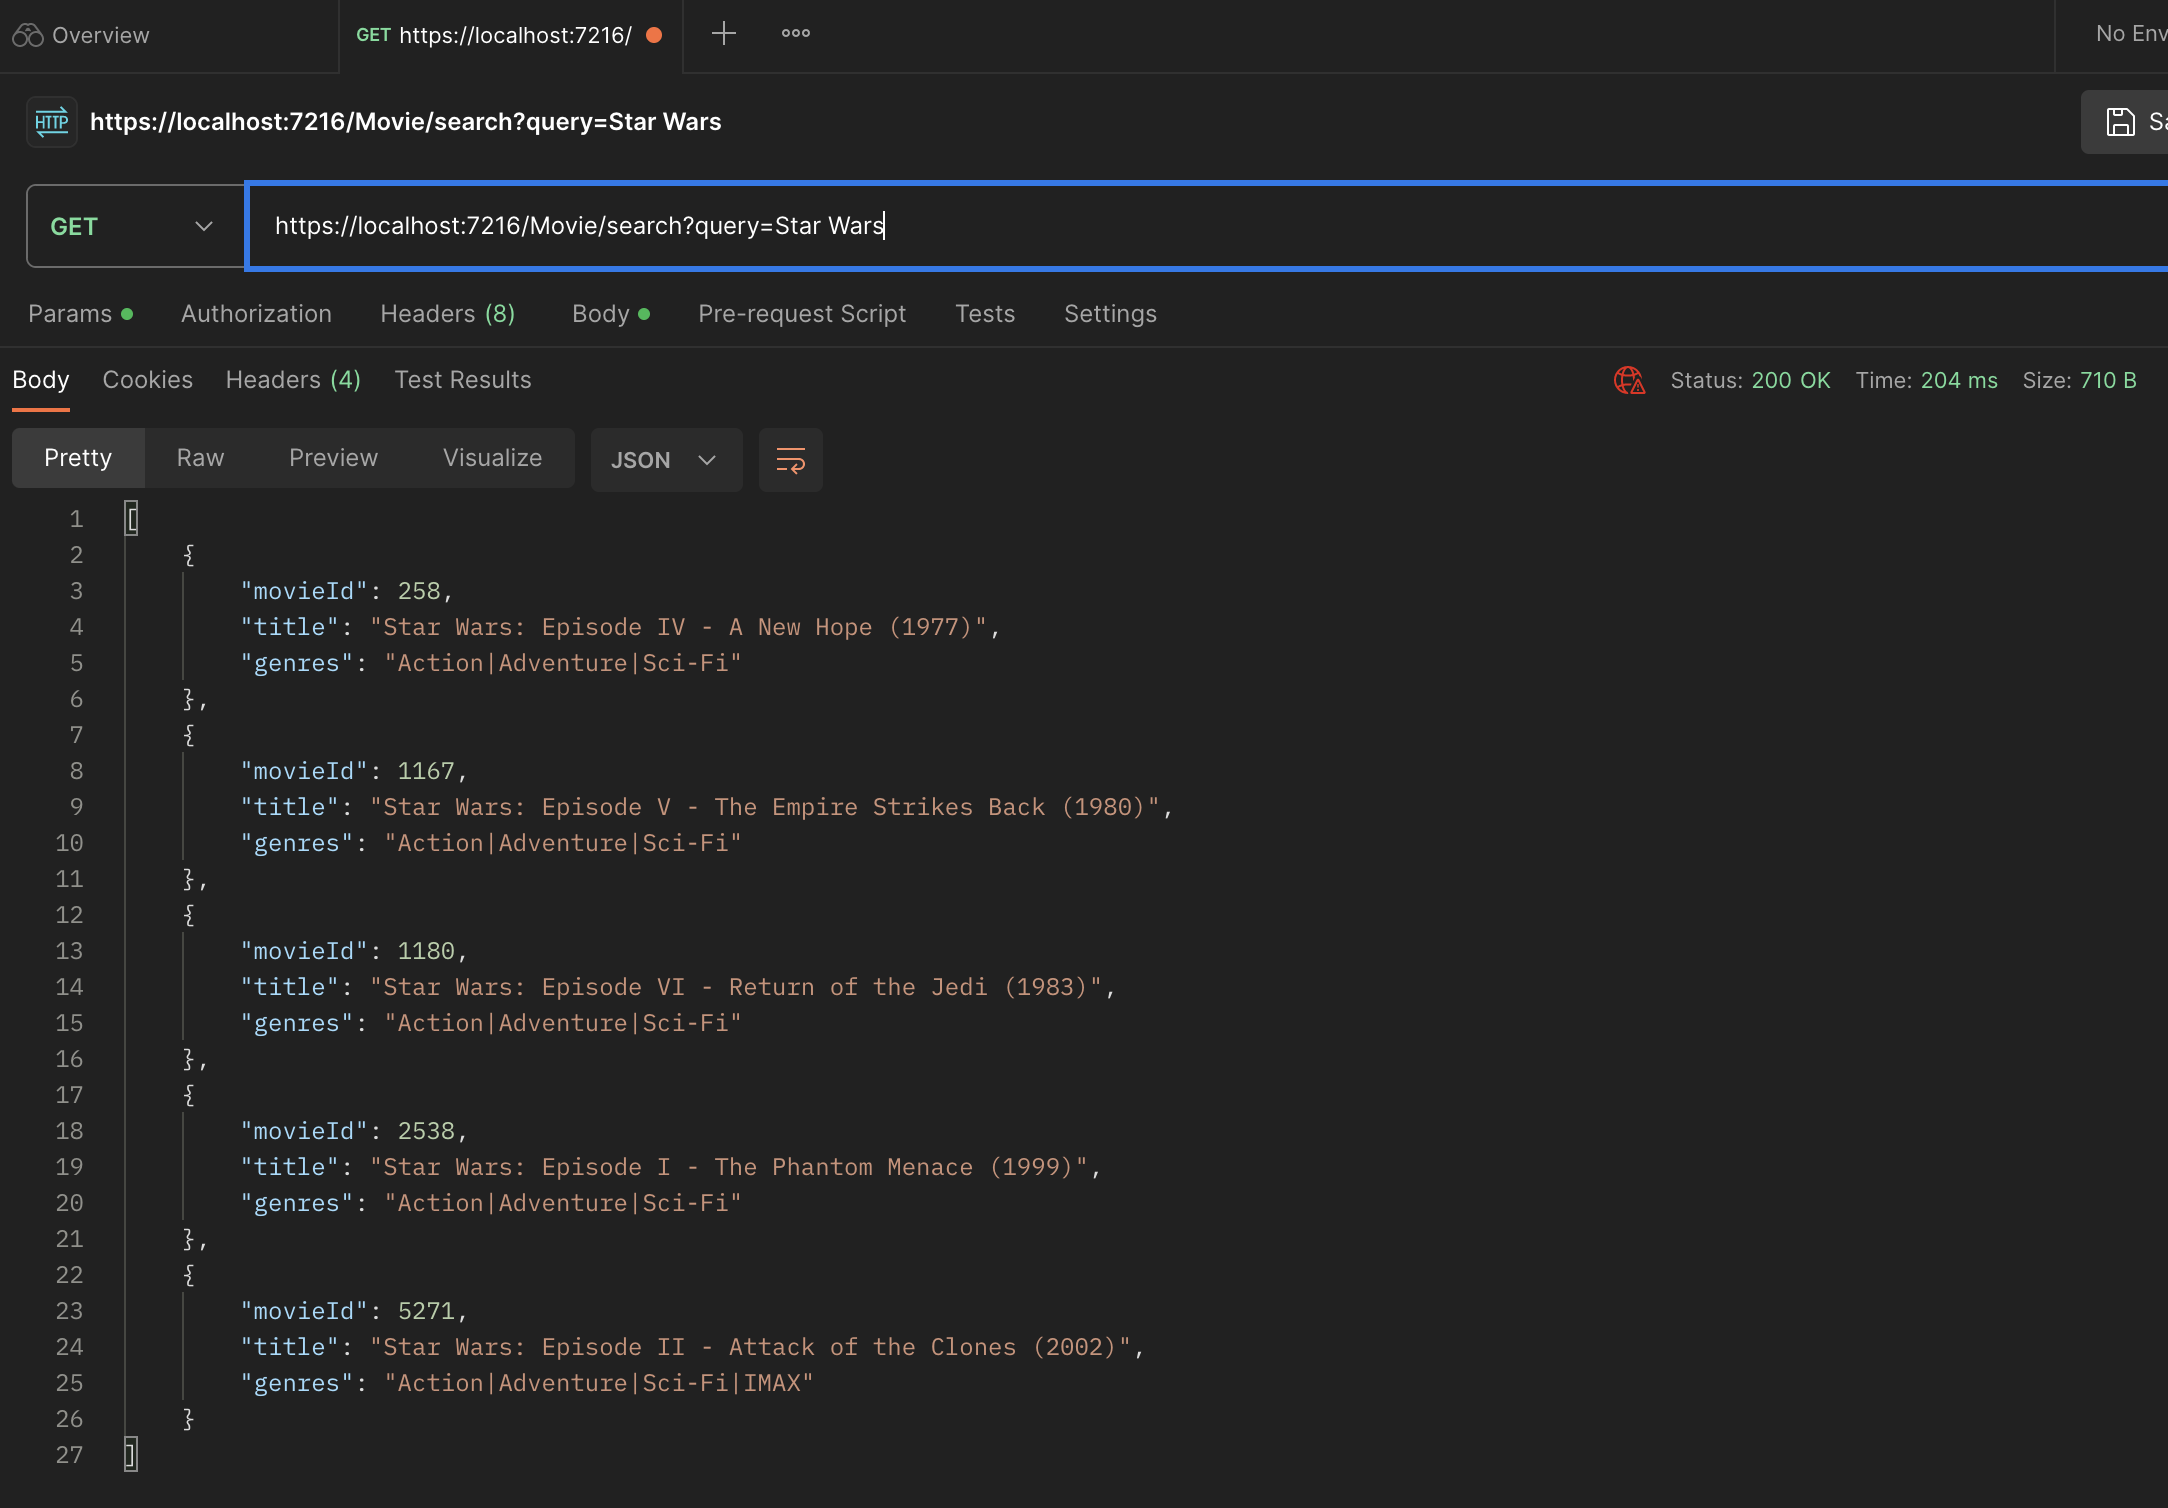 Overview
GET https://localhost:7216/
No Env
HTTP https://localhost:7216/Movie/search?query=Star Wars
Sa
GET https://localhost:7216/Movie/search?query=Star Wars
Params Authorization Headers (8) Body Pre-request Script Tests Settings
Body Cookies Headers (4) Test Results Status: 200 OK Time: 204 ms Size: 710 B
Pretty Raw Preview Visualize JSON
1 [
2 {
3 "movieId": 258,
4 "title": "Star Wars: Episode IV - A New Hope (1977)",
5 "genres": "Action|Adventure|Sci-Fi"
6 },
7 {
8 "movieId": 1167,
9 "title": "Star Wars: Episode V - The Empire Strikes Back (1980)",
10 "genres": "Action|Adventure|Sci-Fi"
11 },
12 {
13 "movieId": 1180,
14 "title": "Star Wars: Episode VI - Return of the Jedi (1983)",
15 "genres": "Action|Adventure|Sci-Fi"
16 },
17 {
18 "movieId": 2538,
19 "title": "Star Wars: Episode I - The Phantom Menace (1999)",
20 "genres": "Action|Adventure|Sci-Fi"
21 },
22 {
23 "movieId": 5271,
24 "title": "Star Wars: Episode II - Attack of the Clones (2002)",
25 "genres": "Action|Adventure|Sci-Fi|IMAX"
26 }
27 ]